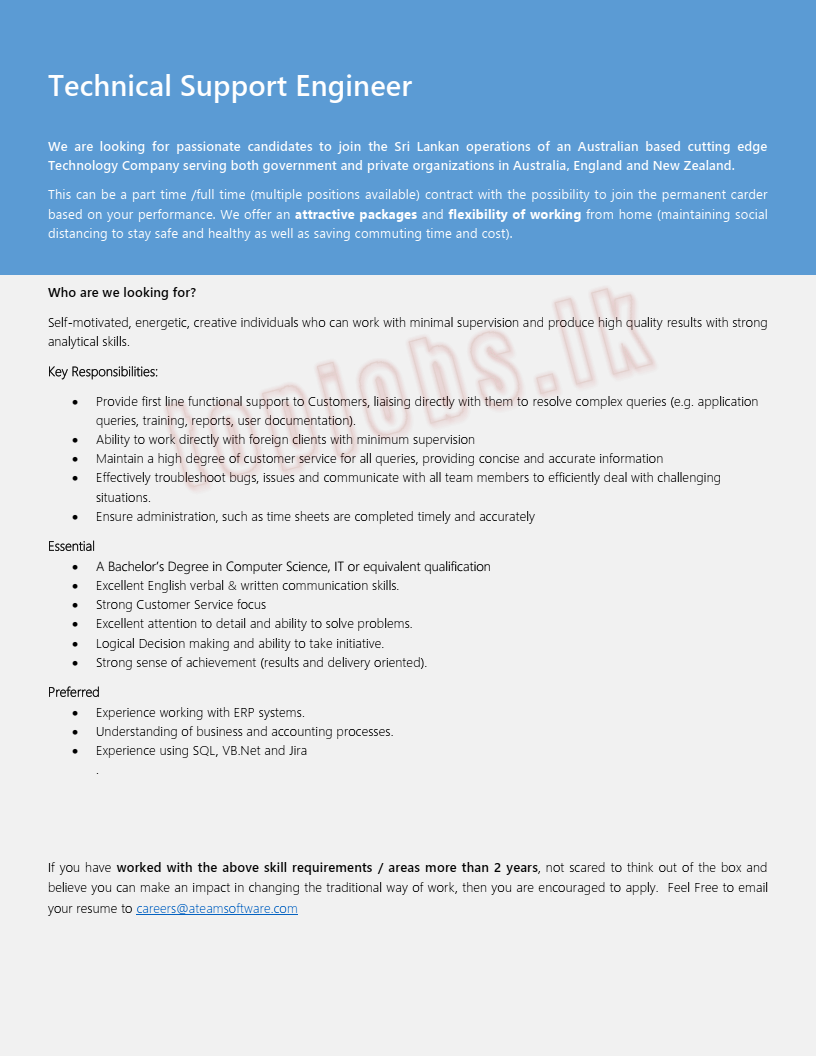 Technical Support Engineer
We are looking for passionate candidates to join the Sri Lankan operations of an Australian based cutting edge
Technology Company serving both government and private organizations in Australia, England and New Zealand.
This can be a part time /full time (multiple positions available) contract with the possibility to join the permanent carder
based on your performance. We offer an attractive packages and flexibility of working from home (maintaining social
distancing to stay safe and healthy as well as saving commuting time and cost).
Who are we looking for?
Self-motivated, energetic, creative individuals who can work with minimal supervision and produce high quality results with strong
analytical skills.
Key Responsibilities:
• Provide first line functional support to Customers, liaising directly with them to resolve complex queries (e.g. application
queries, training, reports, user documentation).
• Ability to work directly with foreign clients with minimum supervision
• Maintain a high degree of customer service for all queries, providing concise and accurate information
• Effectively troubleshoot bugs, issues and communicate with all team members to efficiently deal with challenging
situations.
• Ensure administration, such as time sheets are completed timely and accurately
topjobs.lk
Essential
• A Bachelor's Degree in Computer Science, IT or equivalent qualification
• Excellent English verbal & written communication skills.
• Strong Customer Service focus
• Excellent attention to detail and ability to solve problems.
• Logical Decision making and ability to take initiative.
• Strong sense of achievement (results and delivery oriented).
Preferred
• Experience working with ERP systems.
• Understanding of business and accounting processes.
• Experience using SQL, VB.Net and Jira
.
If you have worked with the above skill requirements / areas more than 2 years, not scared to think out of the box and
believe you can make an impact in changing the traditional way of work, then you are encouraged to apply. Feel Free to email
your resume to careers@ateamsoftware.com